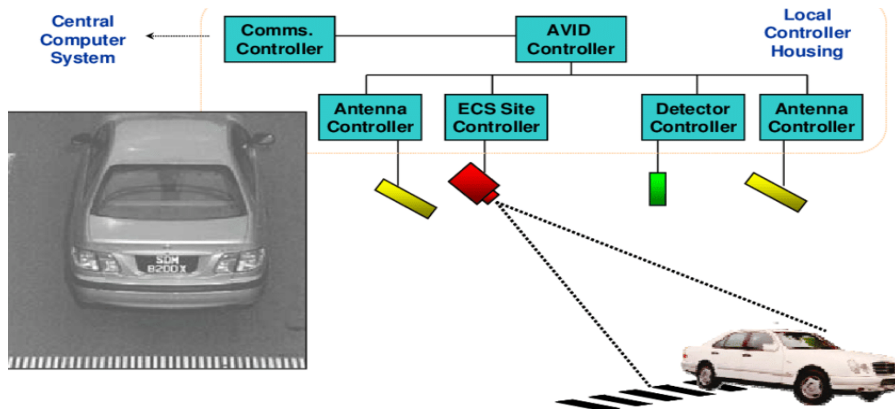 Central
Computer
System
Comms.
Controller
AVID
Controller
Local
Controller
Housing
Antenna
Controller
ECS Site
Controller
Detector
Controller
Antenna
Controller
SDM
8200X